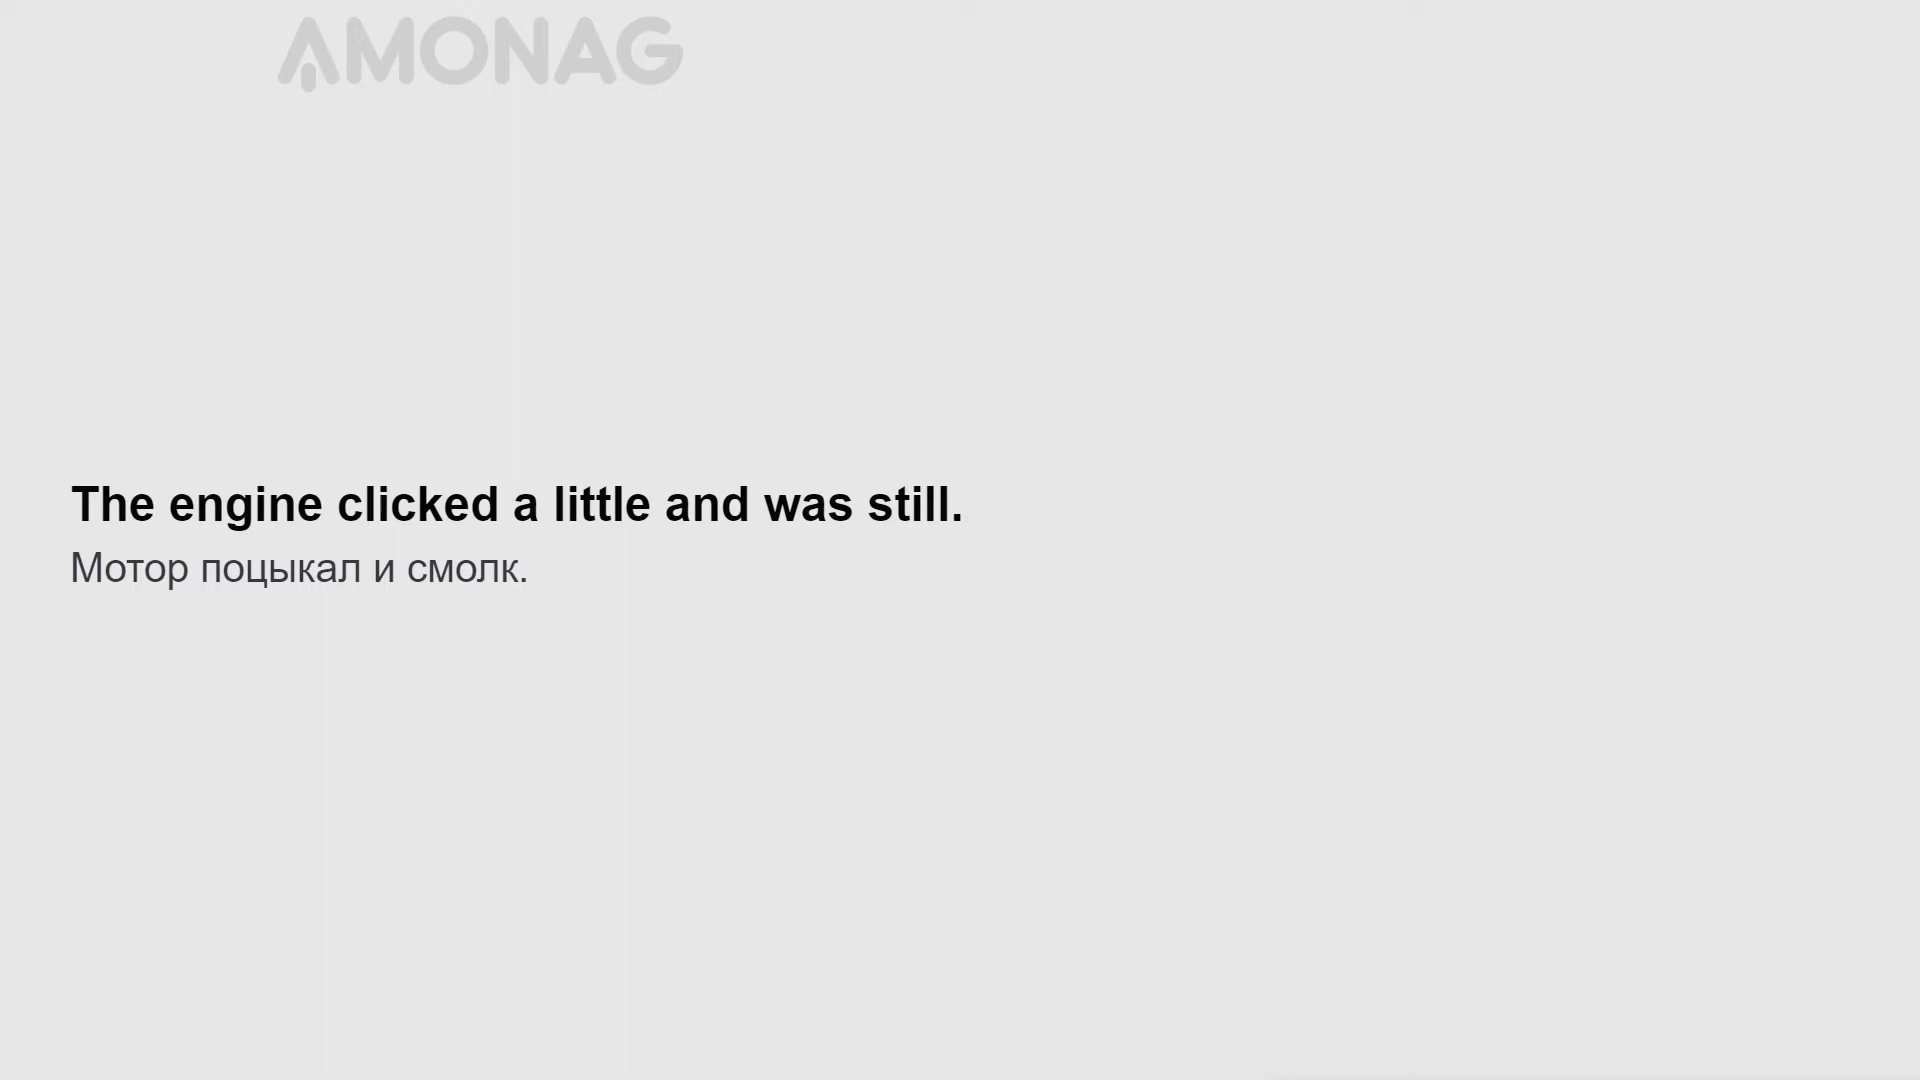 AMONAG
The engine clicked a little and was still.
Мотор поцыкал и смолк.